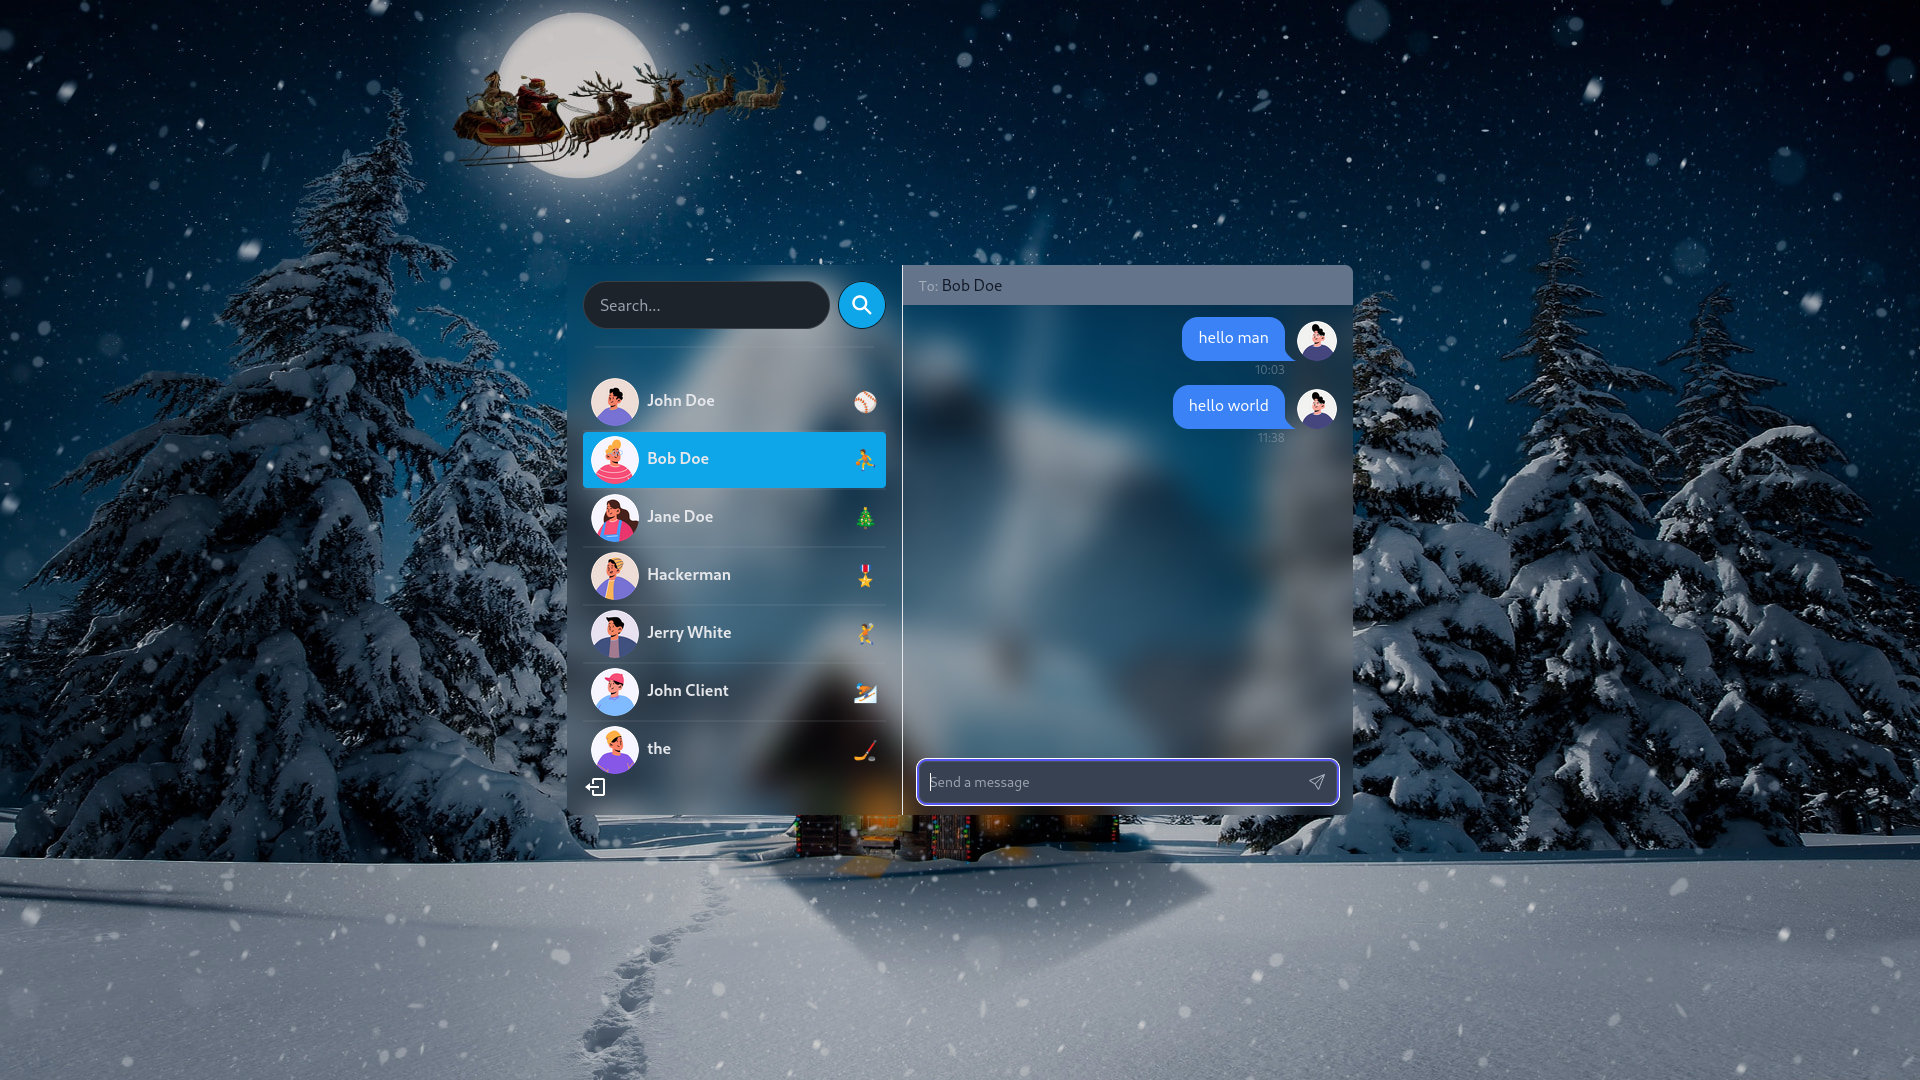 Search...
John Doe
Bob Doe
Jane Doe
Hackerman
Jerry White
John Client
the
To: Bob Doe
hello man
10:03
hello world
11:38
Send a message